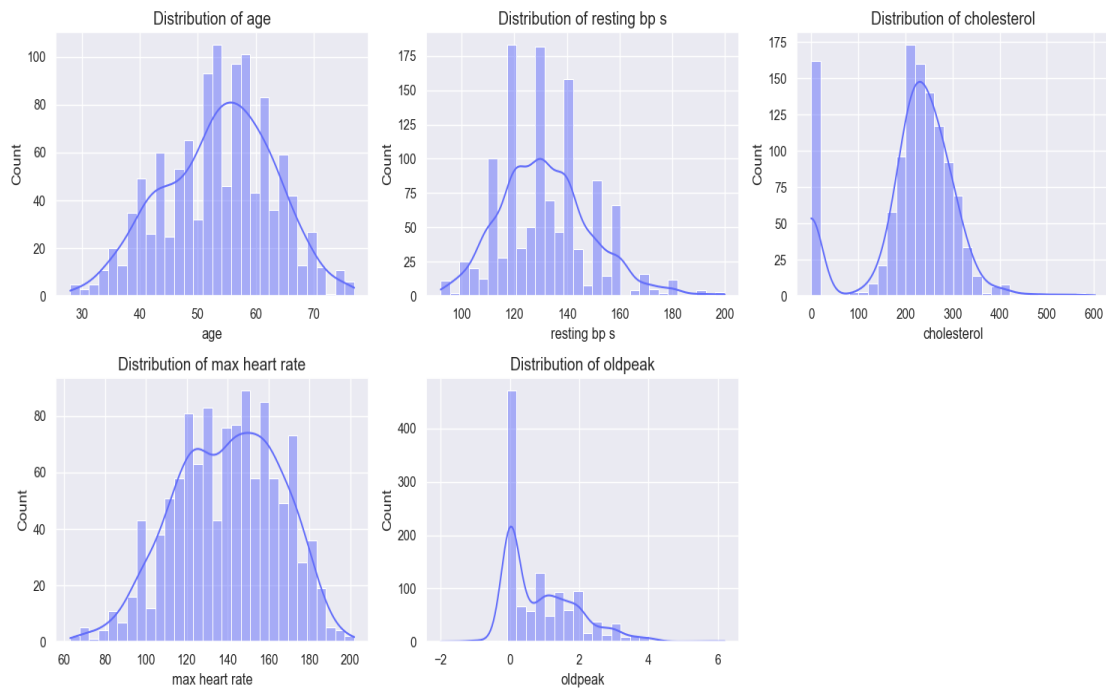 Distribution of age
Count
100
80
60
40
20
0
30 40 50 60 70
age
Distribution of resting bp s
Count
175
150
125
100
75
50
25
0
100 120 140 160 180 200
resting bp s
Distribution of cholesterol
Count
175
150
125
100
75
50
25
0
0 100 200 300 400 500 600
cholesterol
Distribution of max heart rate
Count
80
60
40
20
0
60 80 100 120 140 160 180 200
max heart rate
Distribution of oldpeak
Count
400
300
200
100
0
−2 0 2 4 6
oldpeak